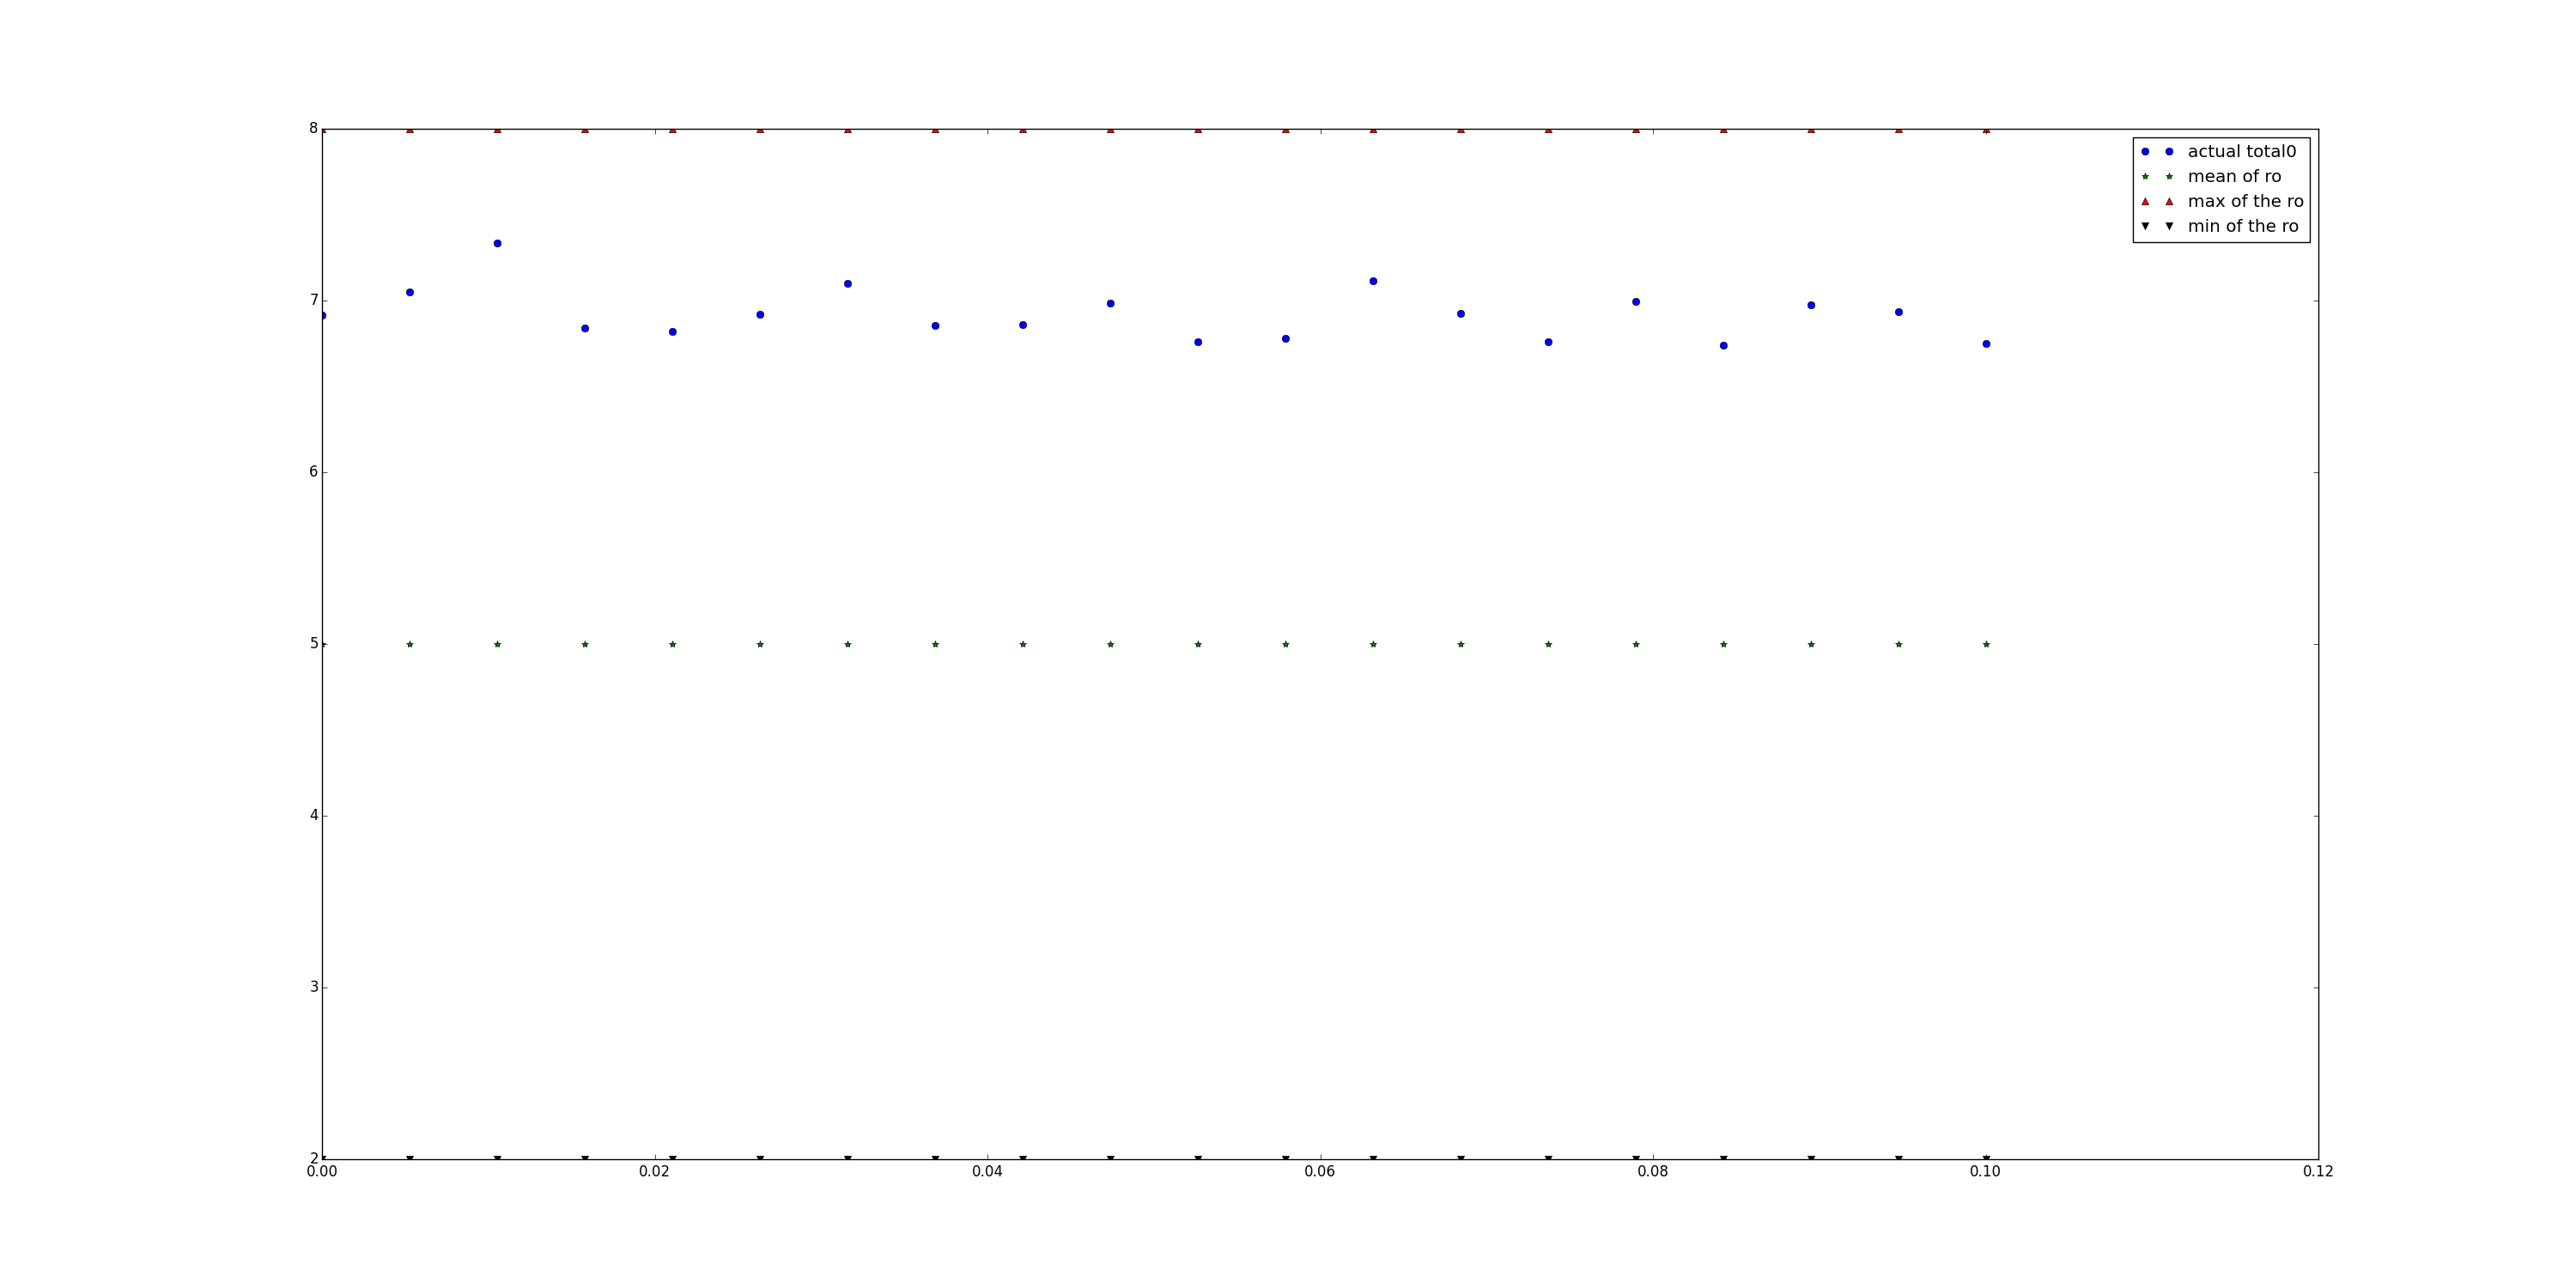 8
7
6
5
4
3
2
0.00 0.02 0.04 0.06 0.08 0.10 0.12
actual total0
mean of ro
max of the ro
min of the ro